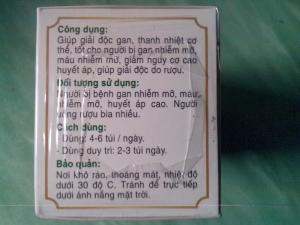 Công dụng:
Giúp giải độc gan, thanh nhiệt cơ
thể, tốt cho người bị gan nhiễm mỡ,
máu nhiễm mỡ, giảm nguy cơ cao
huyết áp, giúp giải độc do rượu.
Đối tượng sử dụng:
Người bị bệnh gan nhiễm mỡ, máu
nhiễm mỡ, huyết áp cao. Người
uống rượu bia nhiều.
Cách dùng:
- Dùng: 4-6 túi / ngày.
- Dùng duy trì: 2-3 túi/ ngày.
Bảo quản:
Nơi khô ráo, thoáng mát, nhiệt độ
dưới 30 độ C. Tránh để trực tiếp
dưới ánh nắng mặt trời.